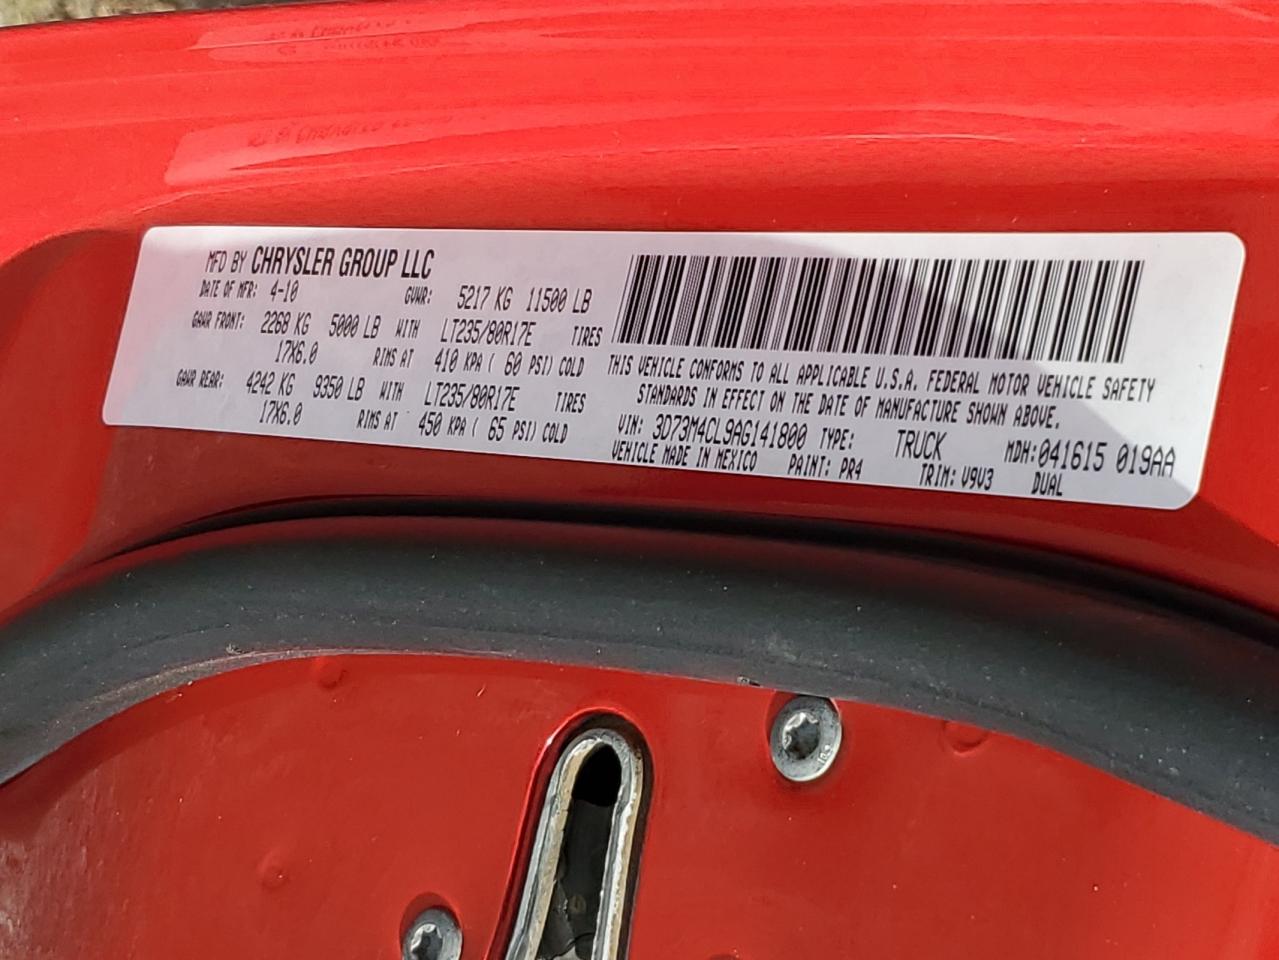 MFD BY CHRYSLER GROUP LLC
DATE OF MFR: 4-10 GVWR: 5217 KG 11500 LB
GAWR FRONT: 2268 KG 5000 LB WITH LT235/80R17E TIRES
17X6.0 RIMS AT 410 KPA ( 60 PSI) COLD
GAWR REAR: 4242 KG 9350 LB WITH LT235/80R17E TIRES
17X6.0 RIMS AT 450 KPA ( 65 PSI) COLD
THIS VEHICLE CONFORMS TO ALL APPLICABLE U.S.A. FEDERAL MOTOR VEHICLE SAFETY
STANDARDS IN EFFECT ON THE DATE OF MANUFACTURE SHOWN ABOVE.
VIN: 3D73M4CL9AG141800 TYPE: TRUCK MDH:041615 019AA
VEHICLE MADE IN MEXICO PAINT: PR4 TRIM: V9V3 DUAL